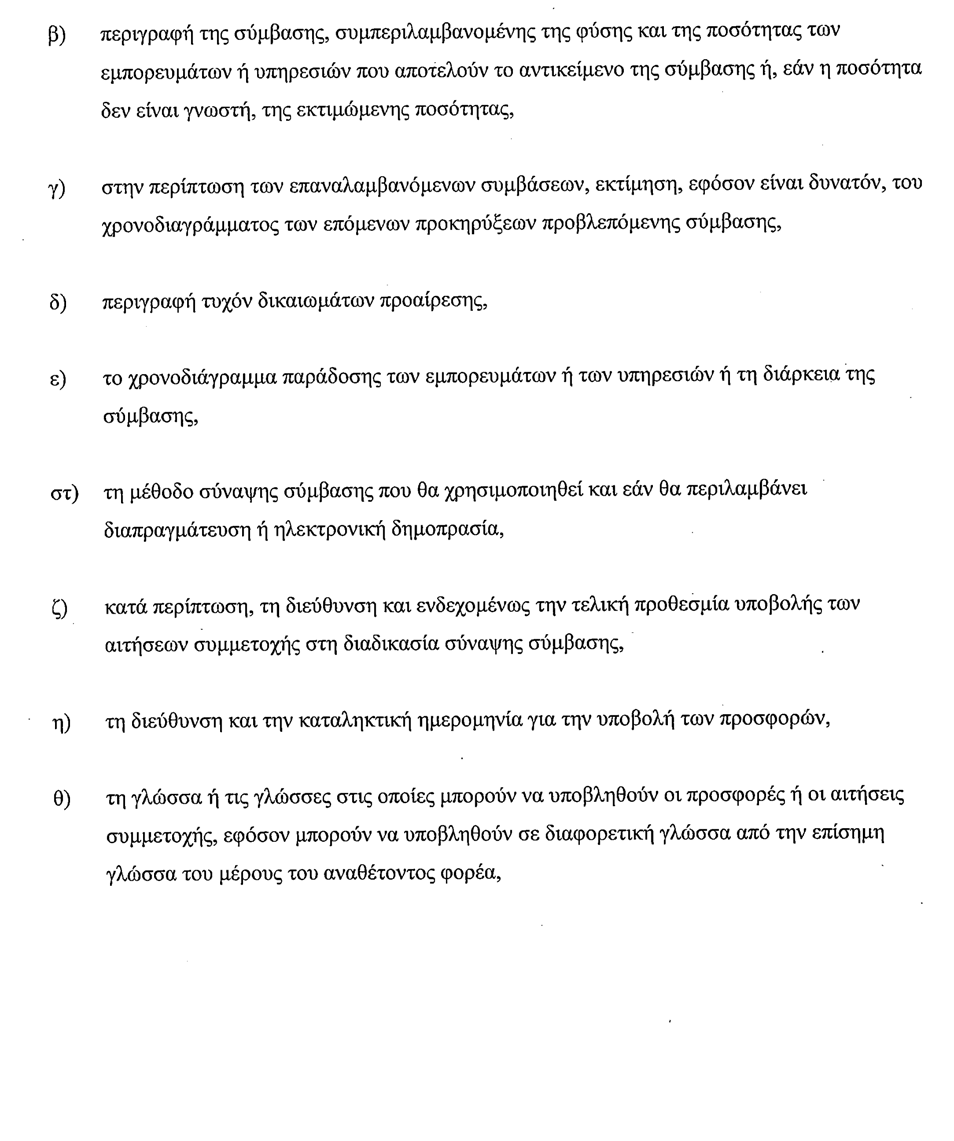 β) περιγραφή της σύμβασης, συμπεριλαμβανομένης της φύσης και της ποσότητας των
εμπορευμάτων ή υπηρεσιών που αποτελούν το αντικείμενο της σύμβασης ή, εάν η ποσότητα
δεν είναι γνωστή, της εκτιμώμενης ποσότητας,
γ) στην περίπτωση των επαναλαμβανόμενων συμβάσεων, εκτίμηση, εφόσον είναι δυνατόν, του
χρονοδιαγράμματος των επόμενων προκηρύξεων προβλεπόμενης σύμβασης,
δ) περιγραφή τυχόν δικαιωμάτων προαίρεσης,
ε) το χρονοδιάγραμμα παράδοσης των εμπορευμάτων ή των υπηρεσιών ή τη διάρκεια της
σύμβασης,
στ) τη μέθοδο σύναψης σύμβασης που θα χρησιμοποιηθεί και εάν θα περιλαμβάνει
διαπραγμάτευση ή ηλεκτρονική δημοπρασία,
ζ) κατά περίπτωση, τη διεύθυνση και ενδεχομένως την τελική προθεσμία υποβολής των
αιτήσεων συμμετοχής στη διαδικασία σύναψης σύμβασης,
η) τη διεύθυνση και την καταληκτική ημερομηνία για την υποβολή των προσφορών,
θ) τη γλώσσα ή τις γλώσσες στις οποίες μπορούν να υποβληθούν οι προσφορές ή οι αιτήσεις
συμμετοχής, εφόσον μπορούν να υποβληθούν σε διαφορετική γλώσσα από την επίσημη
γλώσσα του μέρους του αναθέτοντος φορέα,